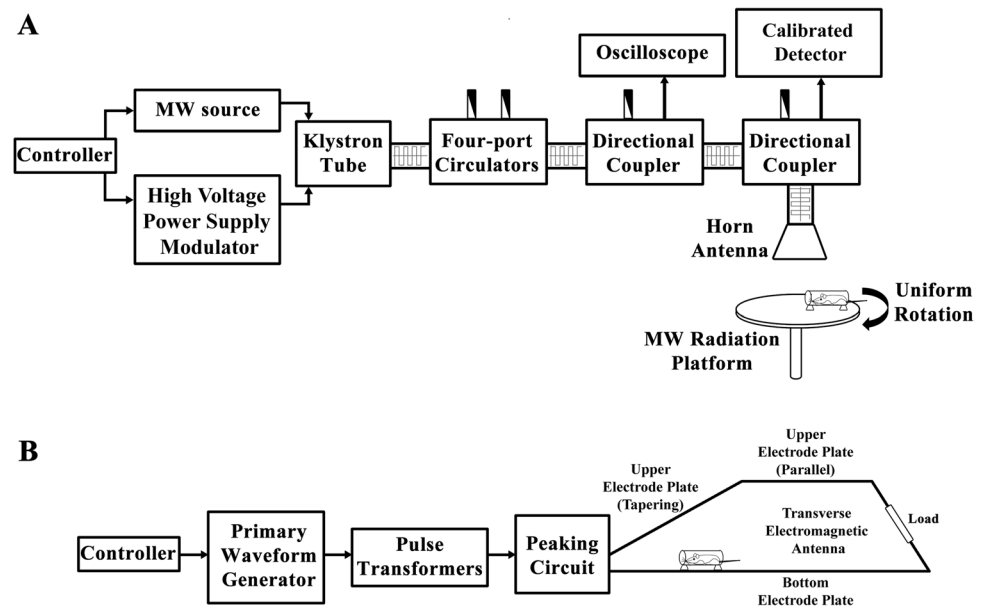 A
Oscilloscope
Calibrated
Detector
MW source
Controller
Klystron
Tube
Four-port
Circulators
Directional
Coupler
Directional
Coupler
High Voltage
Power Supply
Modulator
Horn
Antenna
Uniform
Rotation
MW Radiation
Platform
B
Upper
Electrode Plate
(Parallel)
Upper
Electrode Plate
(Tapering)
Transverse
Electromagnetic
Antenna
Load
Controller
Primary
Waveform
Generator
Pulse
Transformers
Peaking
Circuit
Bottom
Electrode Plate